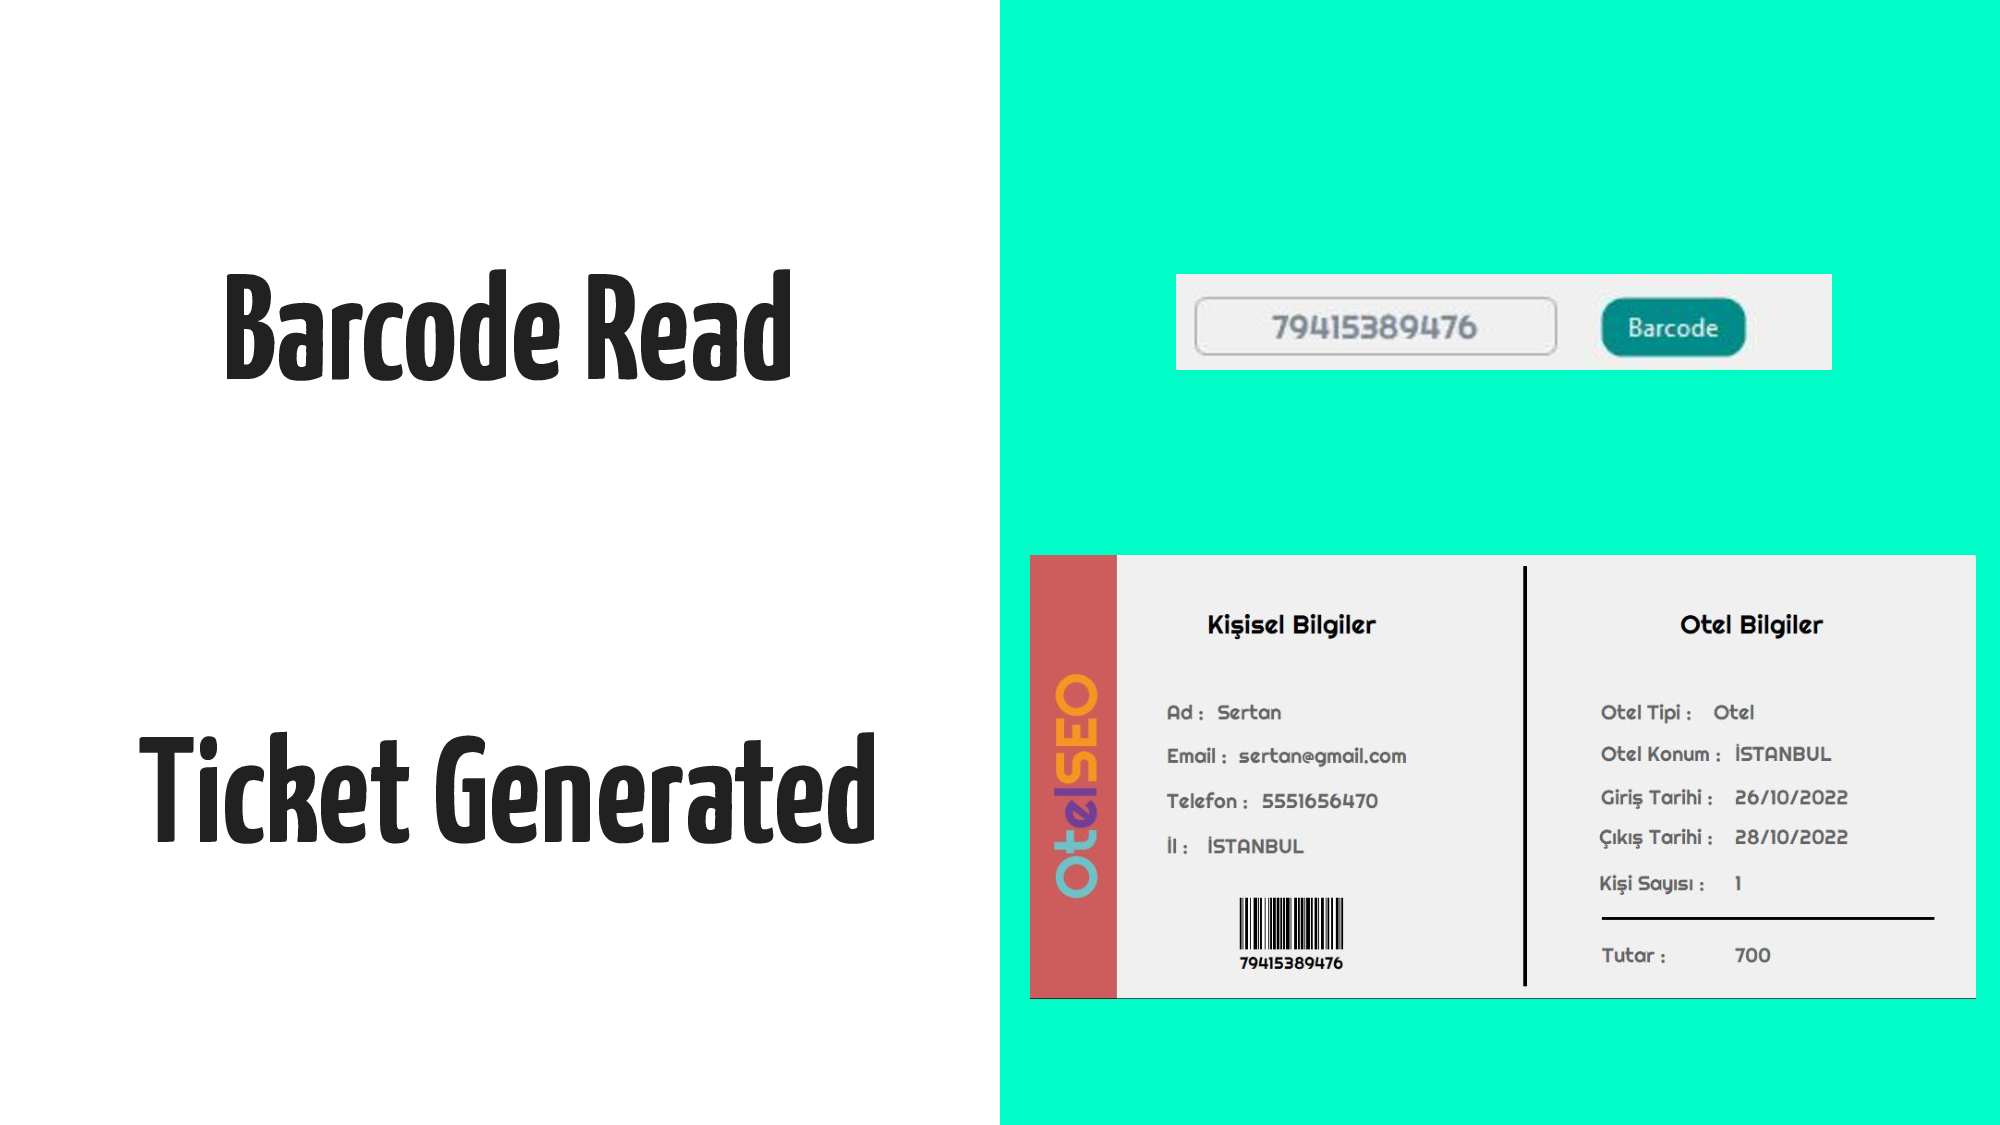 Barcode Read
79415389476
Barcode
Ticket Generated
OtelSEO
Kişisel Bilgiler
Ad : Sertan
Email : sertan@gmail.com
Telefon : 5551656470
İl : İSTANBUL
79415389476
Otel Bilgiler
Otel Tipi : Otel
Otel Konum : İSTANBUL
Giriş Tarihi : 26/10/2022
Çıkış Tarihi : 28/10/2022
Kişi Sayısı : 1
Tutar : 700